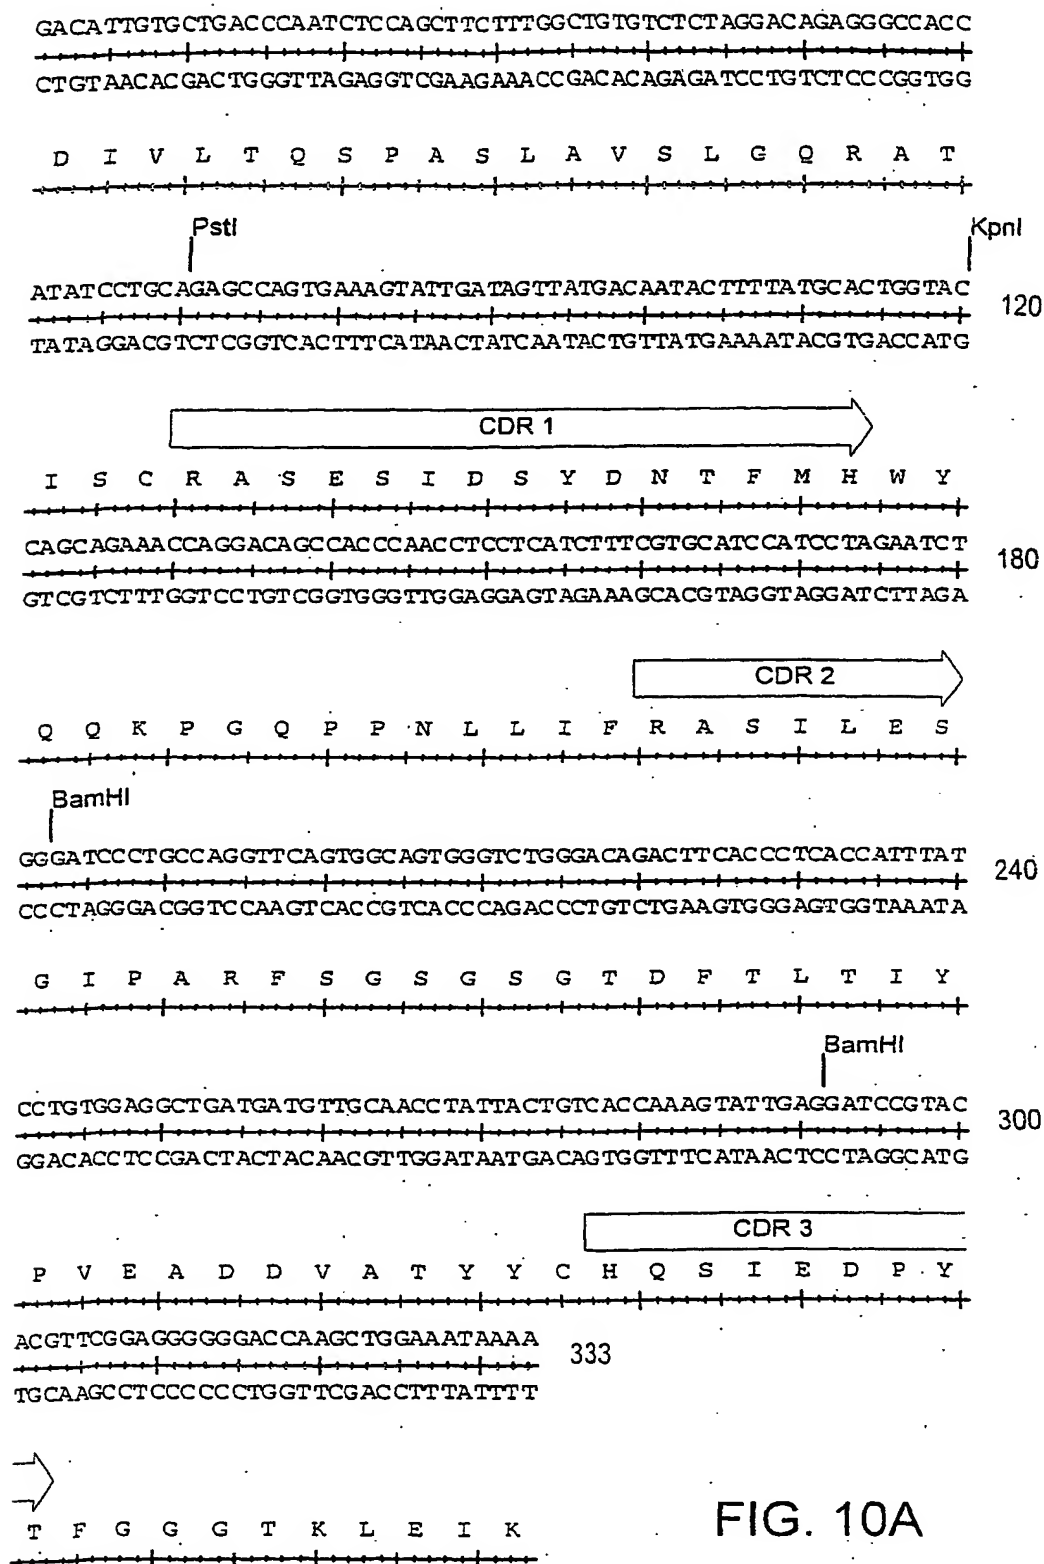 GACATTGTGCTGACCCAATCTCCAGCTTCTTTGGCTGTGTCTCTAGGACAGAGGGCCACC
CTGTAACACGACTGGGTTAGAGGTCGAAGAAACCGACACAGAGATCCTGTCTCCCGGTGG
D I V L T Q S P A S L A V S L G Q R A T
PstI KpnI
ATATCCTGCAGAGCCAGTGAAAGTATTGATAGTTATGACAATACTTTTATGCACTGGTAC 120
TATAGGACGTCTCGGTCACTTTCATAACTATCAATACTGTTATGAAAATACGTGACCATG
CDR 1
I S C R A S E S I D S Y D N T F M H W Y
CAGCAGAAACCAGGACAGCCACCCAACCTCCTCATCTTTCGTGCATCCATCCTAGAATCT 180
GTCGTCTTTGGTCCTGTCGGTGGGTTGGAGGAGTAGAAAGCACGTAGGTAGGATCTTAGA
CDR 2
Q Q K P G Q P P N L L I F R A S I L E S
BamHI
GGGATCCCTGCCAGGTTCAGTGGCAGTGGGTCTGGGACAGACTTCACCCTCACCATTTAT 240
CCCTAGGGACGGTCCAAGTCACCGTCACCCAGACCCTGTCTGAAGTGGGAGTGGTAAATA
G I P A R F S G S G S G T D F T L T I Y
BamHI
CCTGTGGAGGCTGATGATGTTGCAACCTATTACTGTCACCAAAGTATTGAGGATCCGTAC 300
GGACACCTCCGACTACTACAACGTTGGATAATGACAGTGGTTTCATAACTCCTAGGCATG
CDR 3
P V E A D D V A T Y Y C H Q S I E D P Y
ACGTTCGGAGGGGGGACCAAGCTGGAAATAAAA 333
TGCAAGCCTCCCCCCTGGTTCGACCTTTATTTT
T F G G G T K L E I K
FIG. 10A